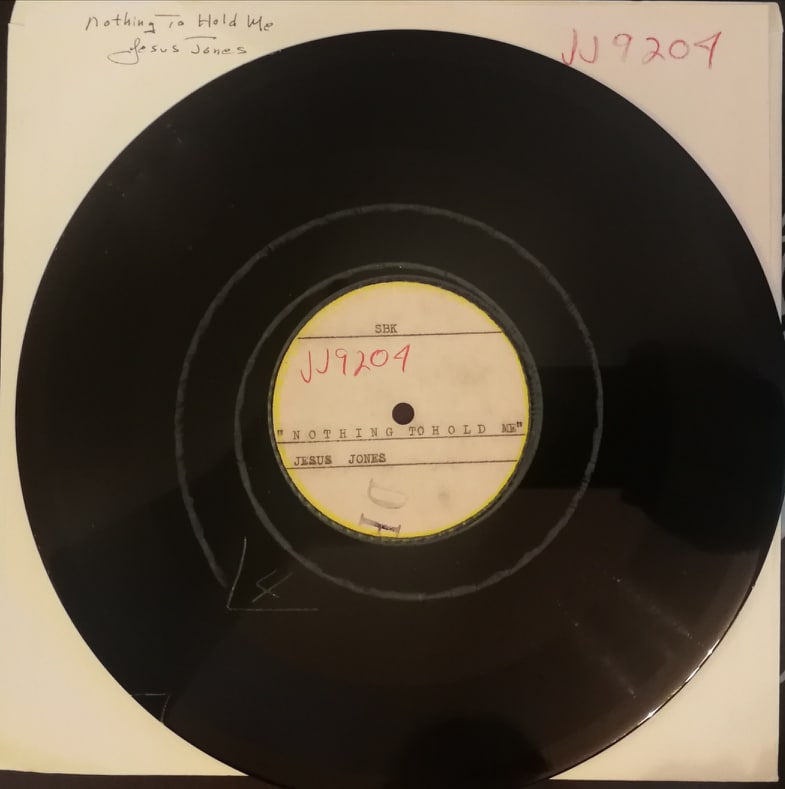 Nothing To Hold Me
Jesus Jones
JJ9204
SBK
JJ9204
"NOTHING TO HOLD ME"
JESUS JONES